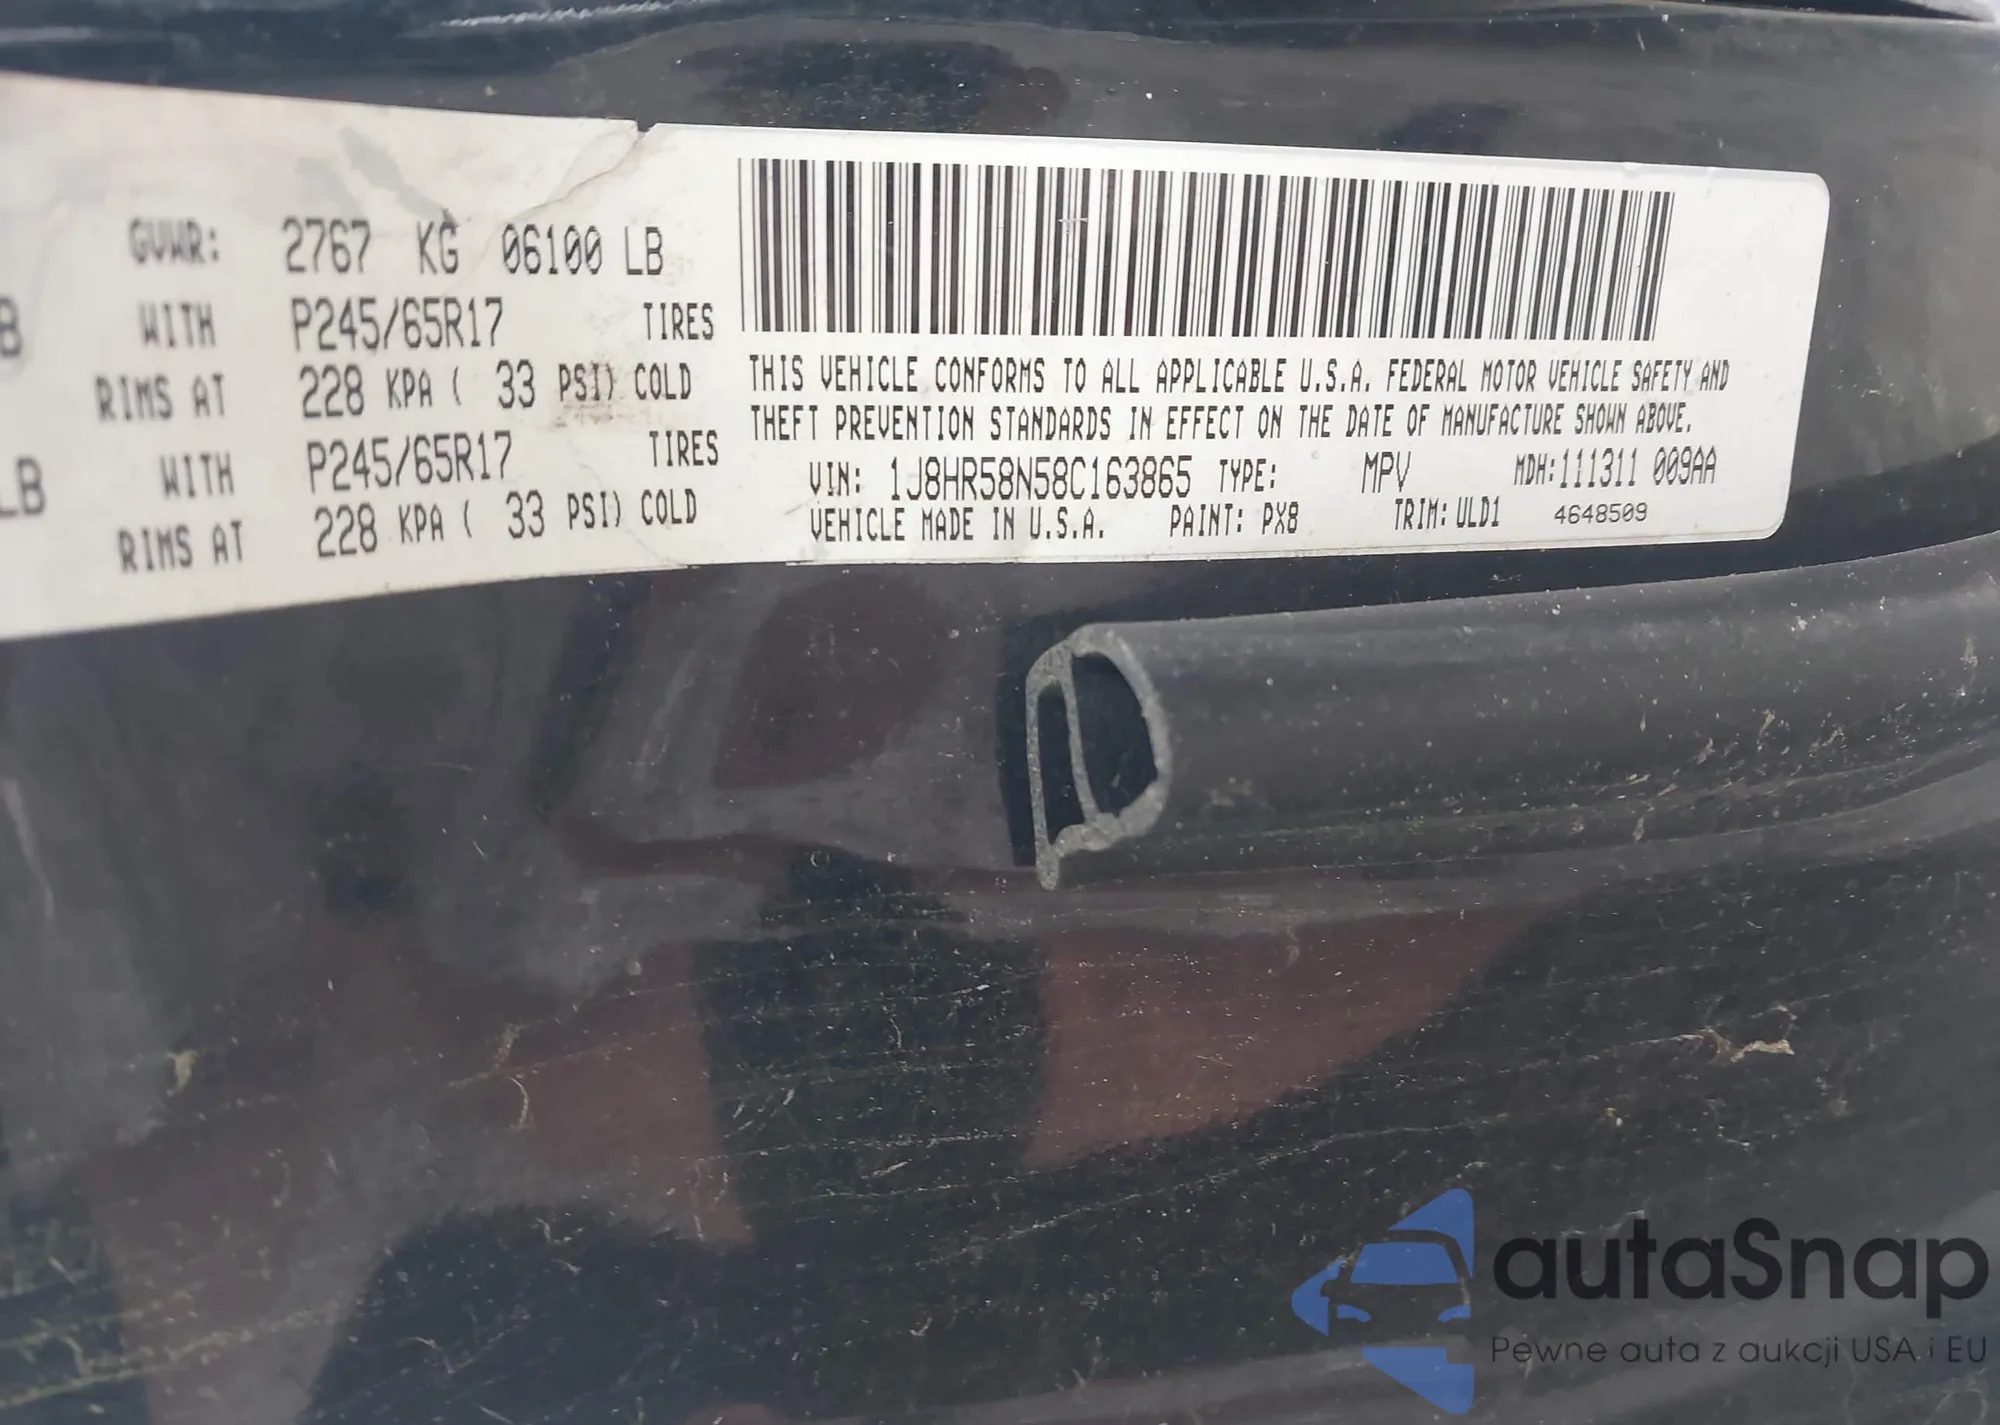 GVWR: 2767 KG 06100 LB
B WITH P245/65R17 TIRES
RIMS AT 228 KPA ( 33 PSI) COLD
LB WITH P245/65R17 TIRES
RIMS AT 228 KPA ( 33 PSI) COLD
THIS VEHICLE CONFORMS TO ALL APPLICABLE U.S.A. FEDERAL MOTOR VEHICLE SAFETY AND
THEFT PREVENTION STANDARDS IN EFFECT ON THE DATE OF MANUFACTURE SHOWN ABOVE.
VIN: 1J8HR58N58C163865 TYPE: MPV MDH:111311 009AA
VEHICLE MADE IN U.S.A. PAINT: PX8 TRIM: ULD1 4648509
autaSnap
Pewne auta z aukcji USA i EU